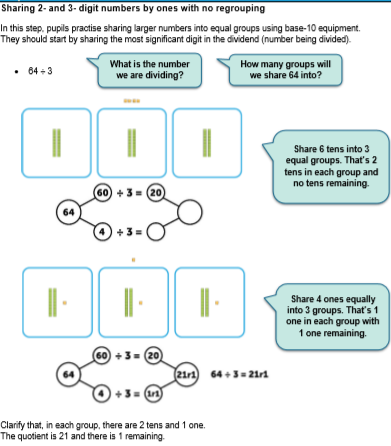 Sharing 2- and 3- digit numbers by ones with no regrouping
In this step, pupils practise sharing larger numbers into equal groups using base-10 equipment.
They should start by sharing the most significant digit in the dividend (number being divided).
• 64 ÷ 3
What is the number
we are dividing?
How many groups will
we share 64 into?
Share 6 tens into 3
equal groups. That's 2
tens in each group and
no tens remaining.
60 ÷ 3 = 20
64
4 ÷ 3 =
Share 4 ones equally
into 3 groups. That's 1
one in each group with
1 one remaining.
60 ÷ 3 = 20
64 21r1 64 ÷ 3 = 21r1
4 ÷ 3 = 1r1
Clarify that, in each group, there are 2 tens and 1 one.
The quotient is 21 and there is 1 remaining.